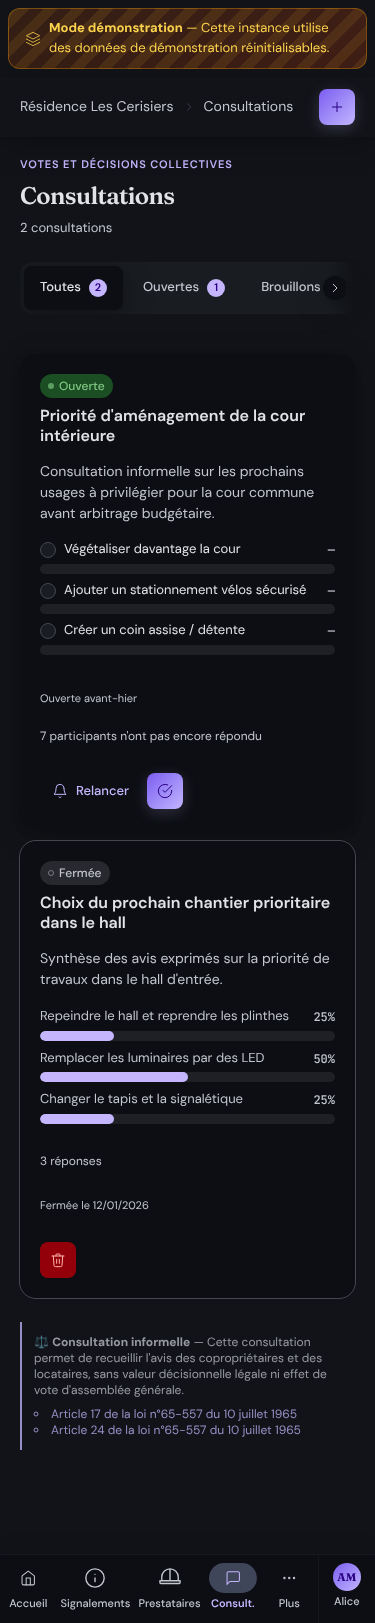 Mode démonstration — Cette instance utilise
des données de démonstration réinitialisables.
Résidence Les Cerisiers > Consultations +
VOTES ET DÉCISIONS COLLECTIVES
Consultations
2 consultations
Toutes 2 Ouvertes 1 Brouillons
Ouverte
Priorité d'aménagement de la cour
intérieure
Consultation informelle sur les prochains
usages à privilégier pour la cour commune
avant arbitrage budgétaire.
Végétaliser davantage la cour –
Ajouter un stationnement vélos sécurisé –
Créer un coin assise / détente –
Ouverte avant-hier
7 participants n'ont pas encore répondu
Relancer
Fermée
Choix du prochain chantier prioritaire
dans le hall
Synthèse des avis exprimés sur la priorité de
travaux dans le hall d'entrée.
Repeindre le hall et reprendre les plinthes 25%
Remplacer les luminaires par des LED 50%
Changer le tapis et la signalétique 25%
3 réponses
Fermée le 12/01/2026
⚖️ Consultation informelle — Cette consultation
permet de recueillir l'avis des copropriétaires et des
locataires, sans valeur décisionnelle légale ni effet de
vote d'assemblée générale.
Article 17 de la loi n°65-557 du 10 juillet 1965
Article 24 de la loi n°65-557 du 10 juillet 1965
AM
Accueil Signalements Prestataires Consult. Plus Alice